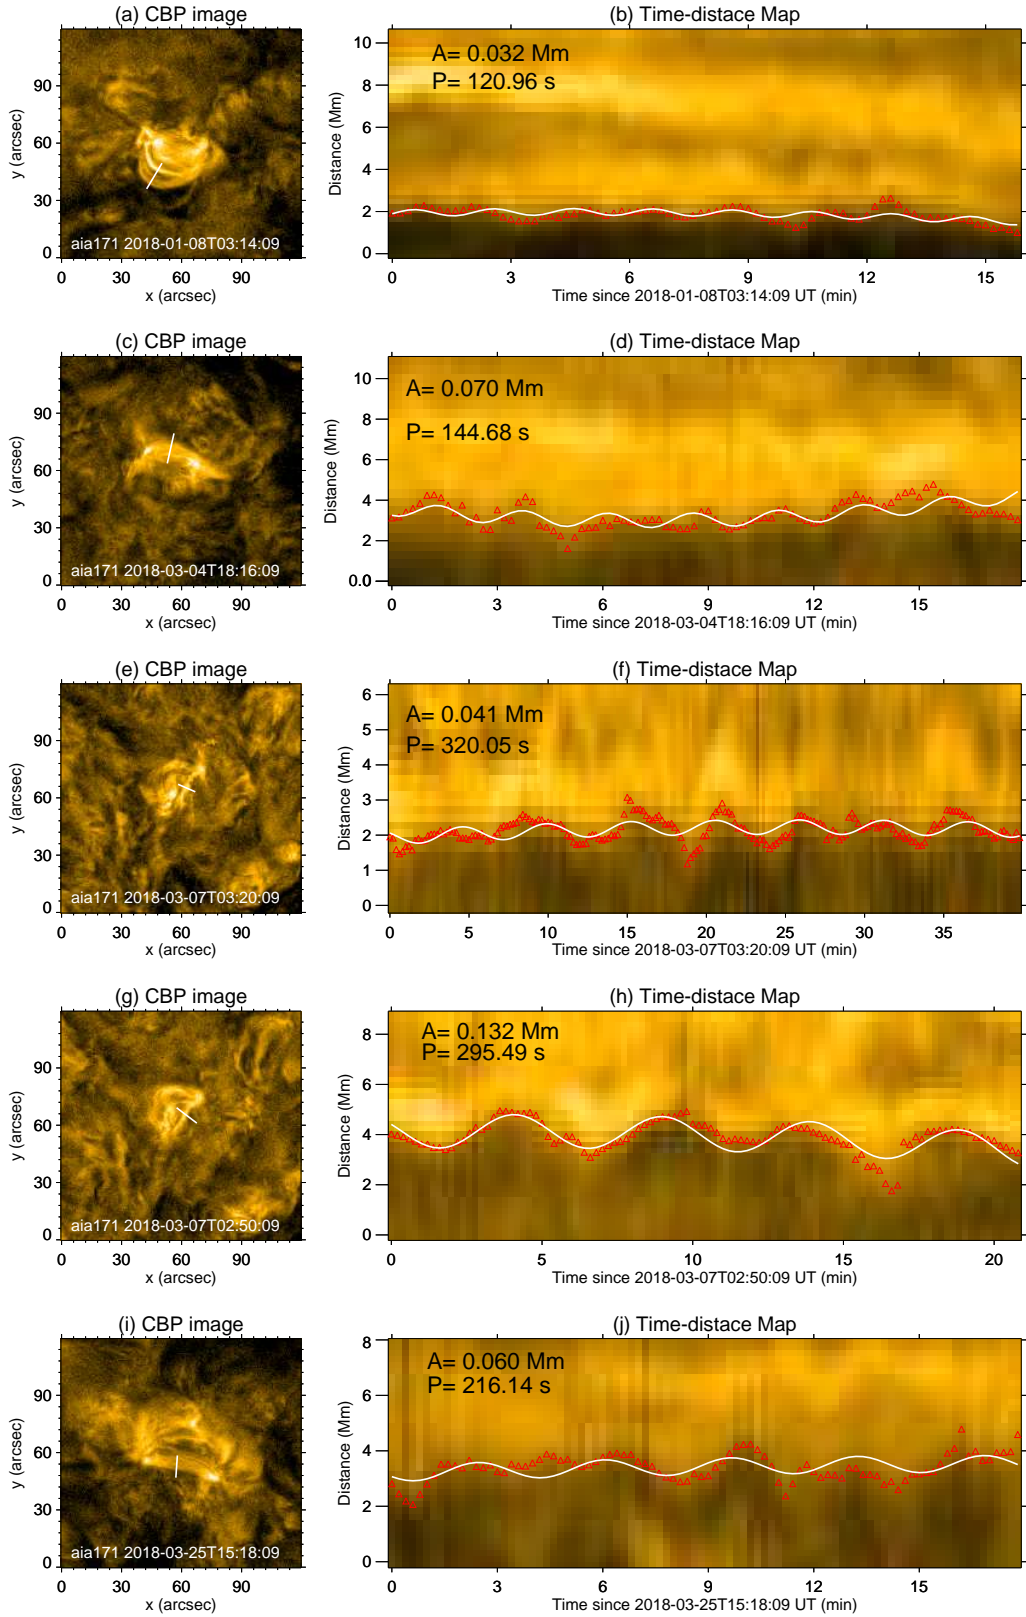 (a) CBP image
(b) Time-distace Map
90
60
30
0
y (arcsec)
aia171 2018-01-08T03:14:09
0 30 60 90
x (arcsec)
10
8
6
4
2
0
Distance (Mm)
A= 0.032 Mm
P= 120.96 s
0 3 6 9 12 15
Time since 2018-01-08T03:14:09 UT (min)
(c) CBP image
(d) Time-distace Map
90
60
30
0
y (arcsec)
aia171 2018-03-04T18:16:09
0 30 60 90
x (arcsec)
10
8
6
4
2
0.0
Distance (Mm)
A= 0.070 Mm
P= 144.68 s
0 3 6 9 12 15
Time since 2018-03-04T18:16:09 UT (min)
(e) CBP image
(f) Time-distace Map
90
60
30
0
y (arcsec)
aia171 2018-03-07T03:20:09
0 30 60 90
x (arcsec)
6
5
4
3
2
1
0
Distance (Mm)
A= 0.041 Mm
P= 320.05 s
0 5 10 15 20 25 30 35
Time since 2018-03-07T03:20:09 UT (min)
(g) CBP image
(h) Time-distace Map
90
60
30
0
y (arcsec)
aia171 2018-03-07T02:50:09
0 30 60 90
x (arcsec)
8
6
4
2
0
Distance (Mm)
A= 0.132 Mm
P= 295.49 s
0 5 10 15 20
Time since 2018-03-07T02:50:09 UT (min)
(i) CBP image
(j) Time-distace Map
90
60
30
0
y (arcsec)
aia171 2018-03-25T15:18:09
0 30 60 90
x (arcsec)
8
6
4
2
0
Distance (Mm)
A= 0.060 Mm
P= 216.14 s
0 3 6 9 12 15
Time since 2018-03-25T15:18:09 UT (min)